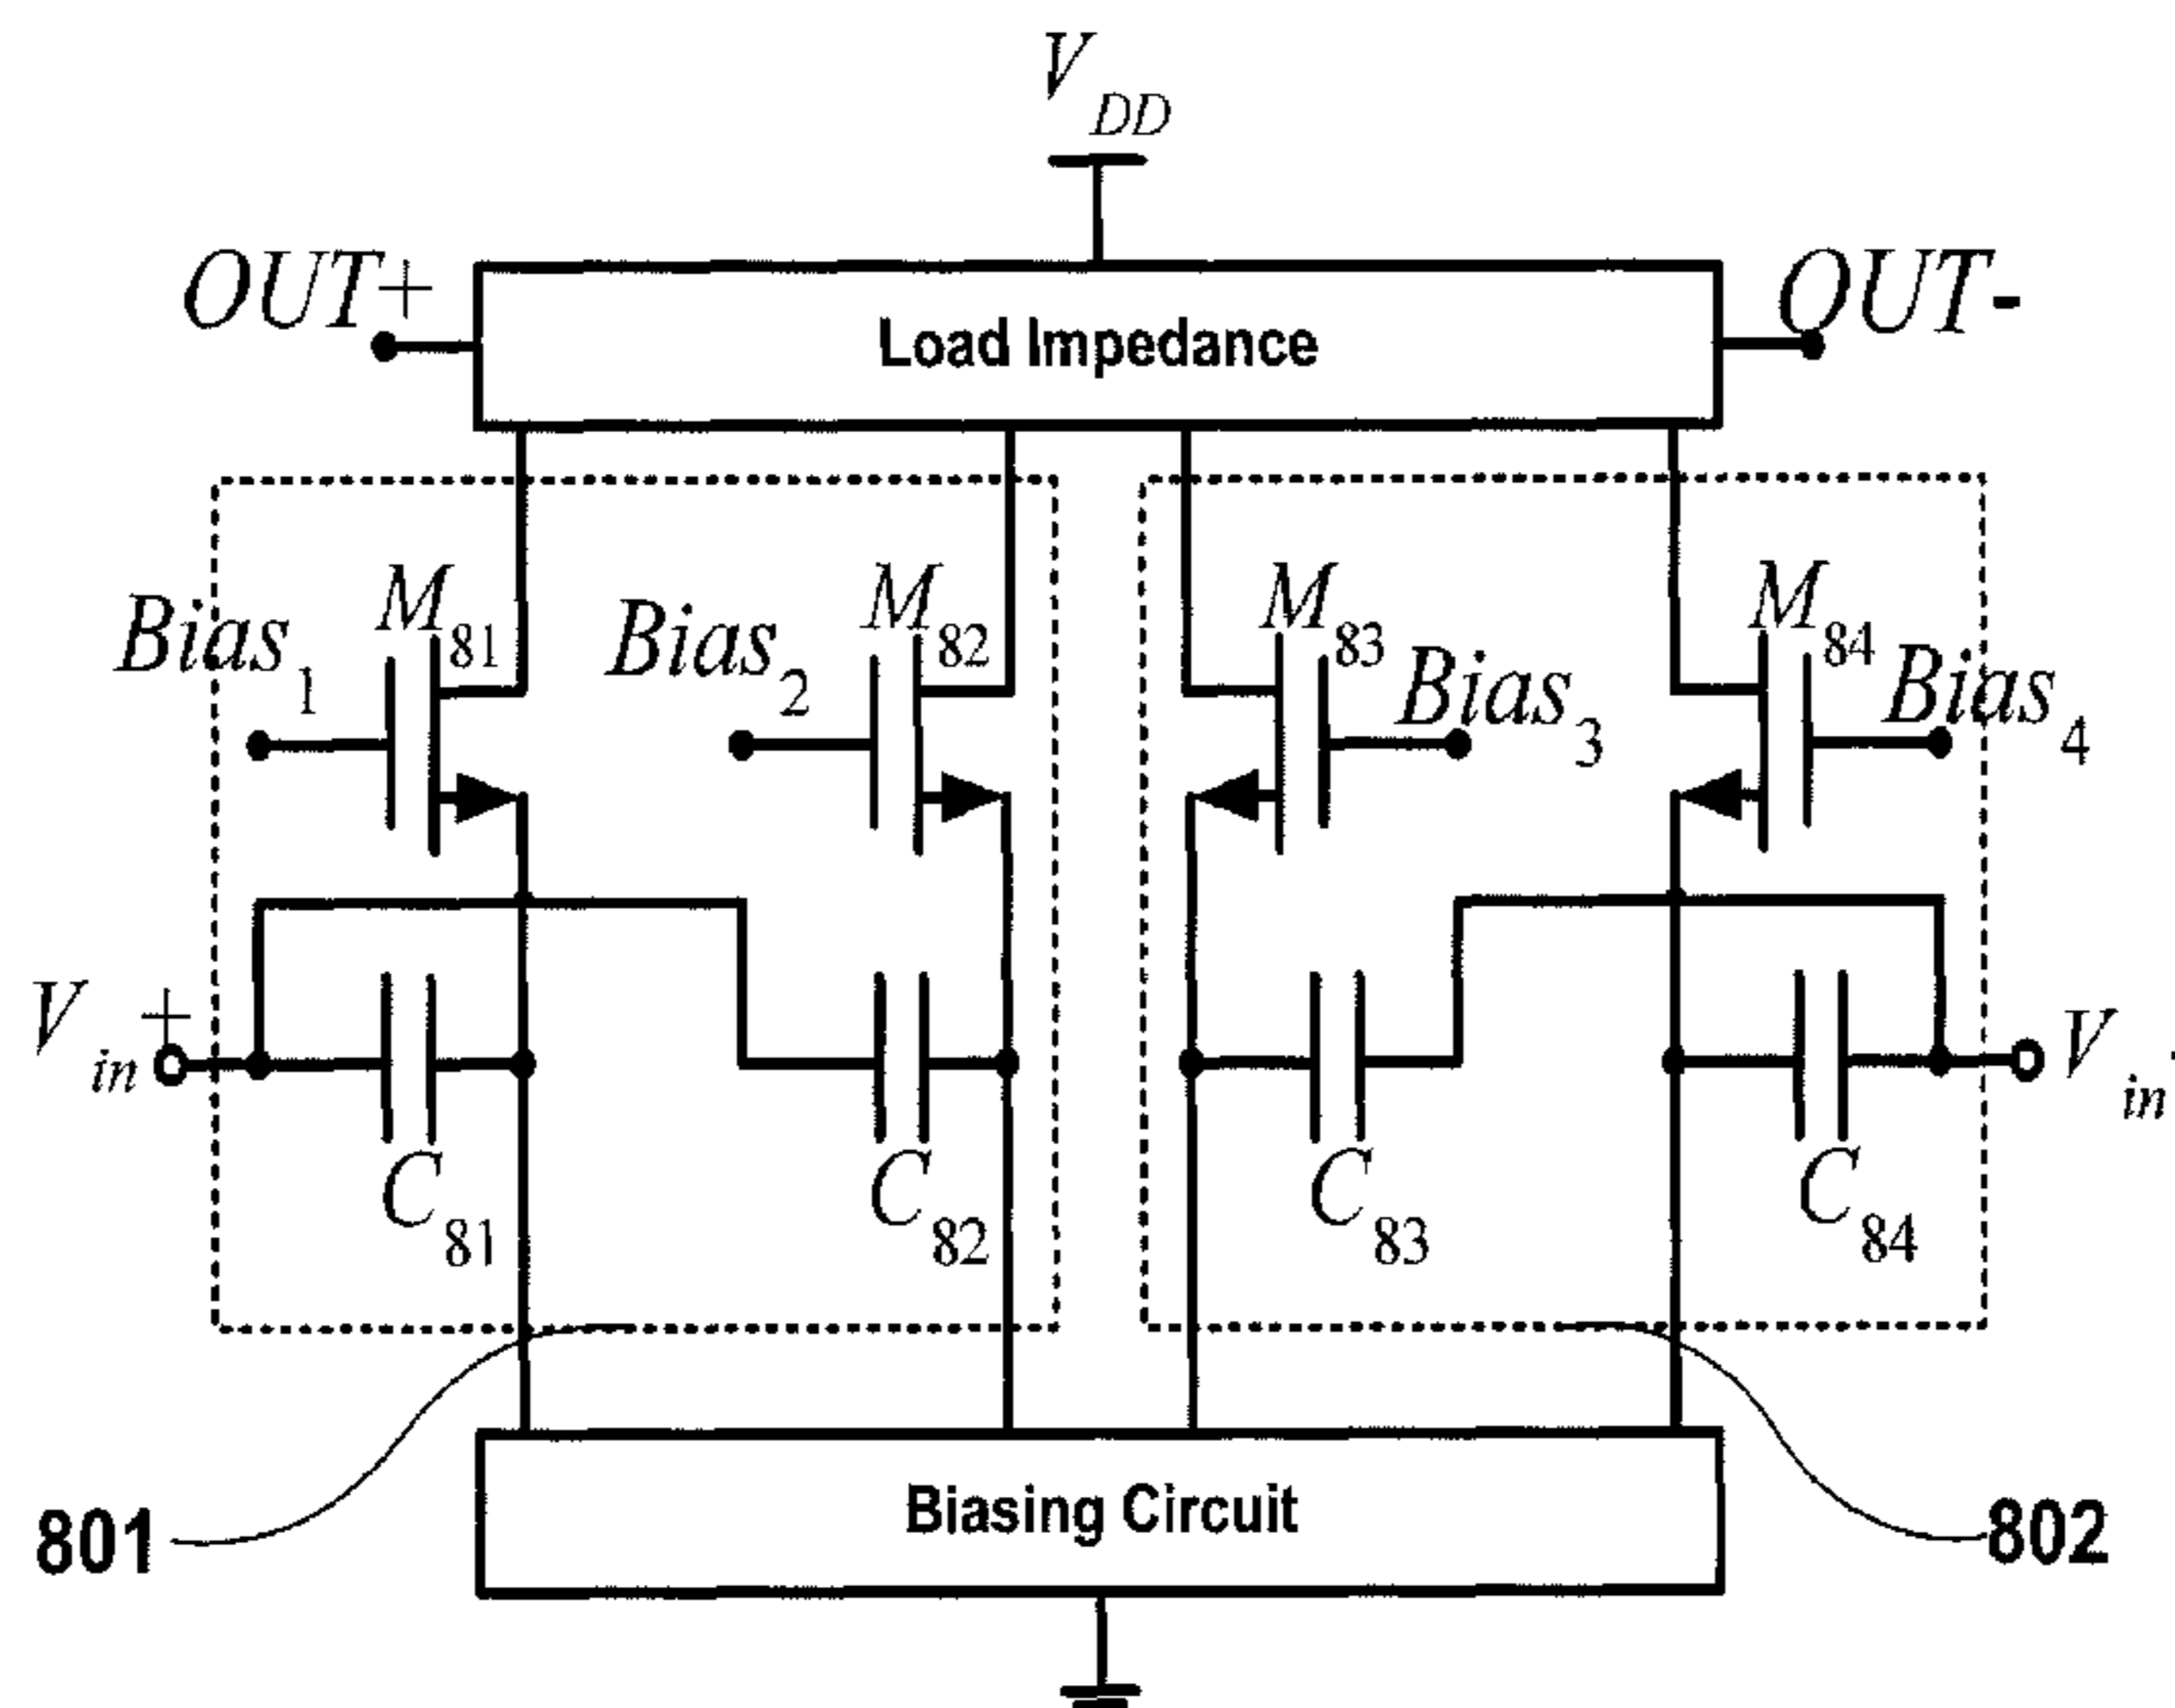 V_DD
OUT+
OUT-
Load Impedance
M_81
M_82
M_83
M_84
Bias_1
Bias_2
Bias_3
Bias_4
V_in+
V_in-
C_81
C_82
C_83
C_84
801
Biasing Circuit
802